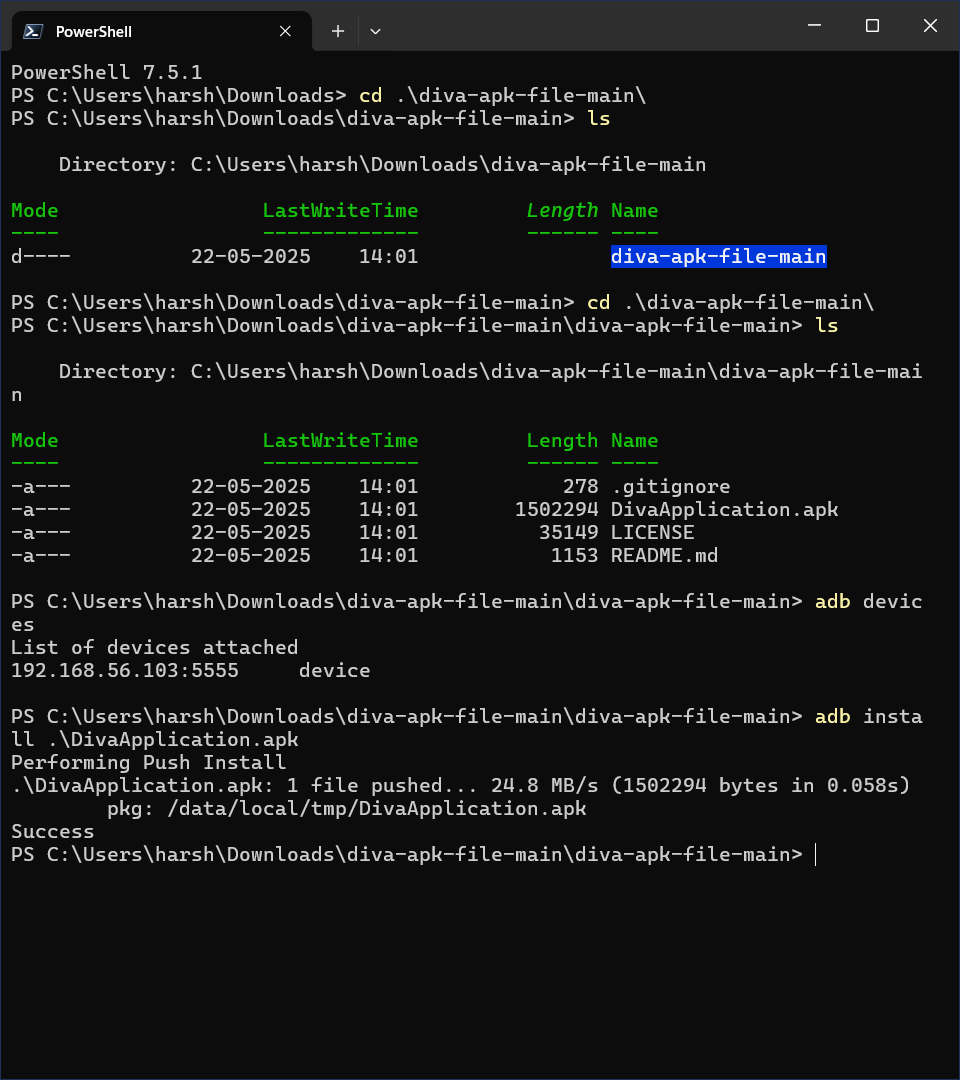 PowerShell
PowerShell 7.5.1
PS C:\Users\harsh\Downloads> cd .\diva-apk-file-main\
PS C:\Users\harsh\Downloads\diva-apk-file-main> ls
    Directory: C:\Users\harsh\Downloads\diva-apk-file-main
Mode                 LastWriteTime         Length Name
----                 -------------         ------ ----
d----          22-05-2025    14:01                diva-apk-file-main
PS C:\Users\harsh\Downloads\diva-apk-file-main> cd .\diva-apk-file-main\
PS C:\Users\harsh\Downloads\diva-apk-file-main\diva-apk-file-main> ls
    Directory: C:\Users\harsh\Downloads\diva-apk-file-main\diva-apk-file-mai
n
Mode                 LastWriteTime         Length Name
----                 -------------         ------ ----
-a---          22-05-2025    14:01            278 .gitignore
-a---          22-05-2025    14:01        1502294 DivaApplication.apk
-a---          22-05-2025    14:01          35149 LICENSE
-a---          22-05-2025    14:01           1153 README.md
PS C:\Users\harsh\Downloads\diva-apk-file-main\diva-apk-file-main> adb devic
es
List of devices attached
192.168.56.103:5555     device
PS C:\Users\harsh\Downloads\diva-apk-file-main\diva-apk-file-main> adb insta
ll .\DivaApplication.apk
Performing Push Install
.\DivaApplication.apk: 1 file pushed... 24.8 MB/s (1502294 bytes in 0.058s)
        pkg: /data/local/tmp/DivaApplication.apk
Success
PS C:\Users\harsh\Downloads\diva-apk-file-main\diva-apk-file-main>